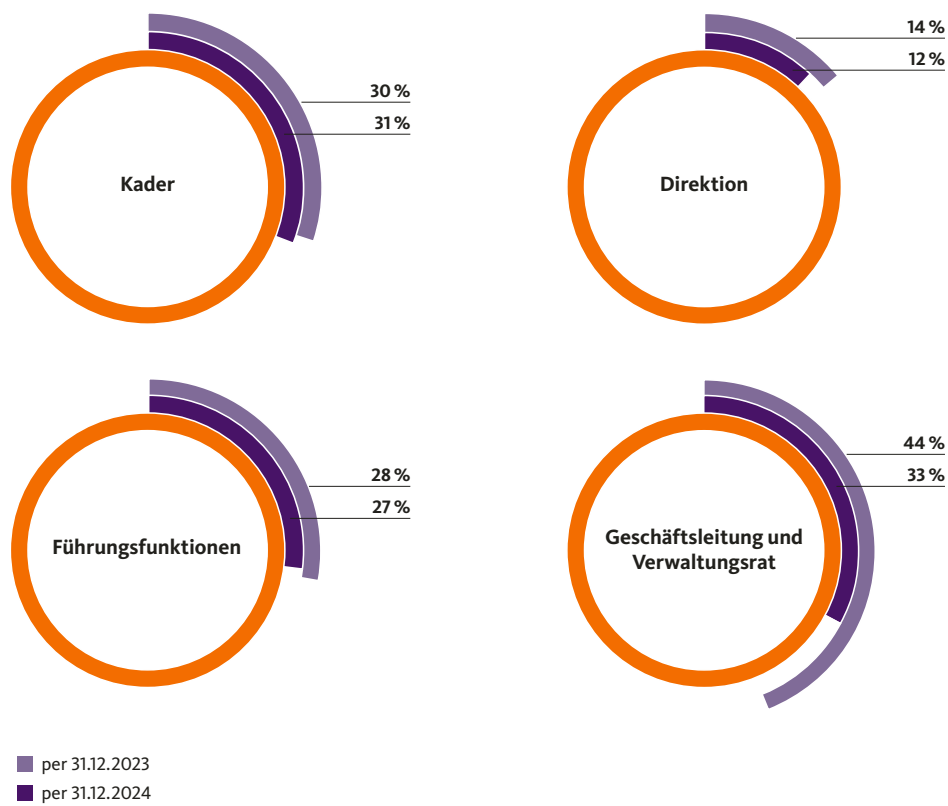 30 %
31 %
Kader
14 %
12 %
Direktion
28 %
27 %
Führungsfunktionen
44 %
33 %
Geschäftsleitung und
Verwaltungsrat
per 31.12.2023
per 31.12.2024